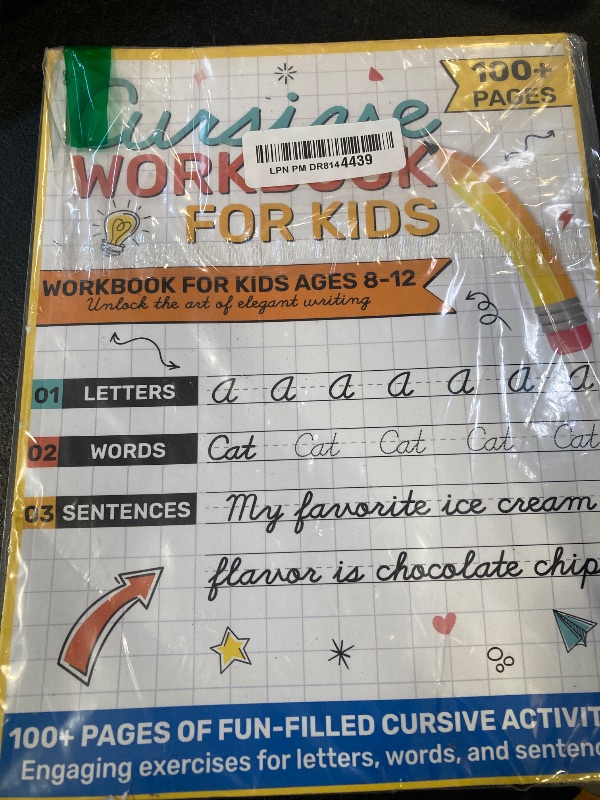 Cursive
100+
PAGES
WORKBOOK
LPN PM DR8144439
FOR KIDS
WORKBOOK FOR KIDS AGES 8-12
Unlock the art of elegant writing
01 LETTERS a a a a a a a
02 WORDS Cat Cat Cat Cat Cat
03 SENTENCES My favorite ice cream
flavor is chocolate chip
100+ PAGES OF FUN-FILLED CURSIVE ACTIVIT
Engaging exercises for letters, words, and sentenc